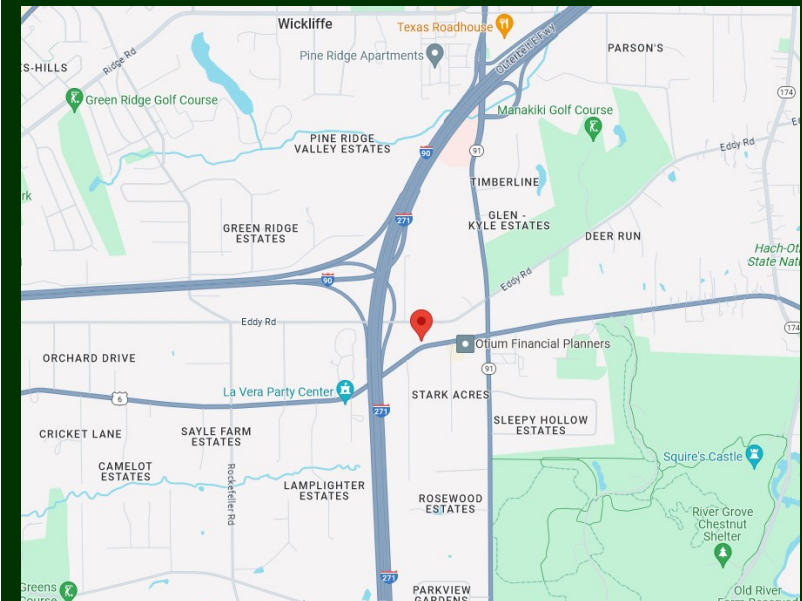 Wickliffe
Texas Roadhouse
Outerbelt E Fwy
PARSON'S
Ridge Rd
Pine Ridge Apartments
S-HILLS
174
Green Ridge Golf Course
Manakiki Golf Course
PINE RIDGE
VALLEY ESTATES
90
91
Eddy Rd
rk
TIMBERLINE
271
GLEN -
KYLE ESTATES
GREEN RIDGE
ESTATES
DEER RUN
State Nat
90
Eddy Rd
Eddy Rd
174
Otium Financial Planners
ORCHARD DRIVE
91
La Vera Party Center
6
STARK ACRES
271
SLEEPY HOLLOW
ESTATES
CRICKET LANE
SAYLE FARM
ESTATES
Squire's Castle
CAMELOT
ESTATES
Rockefeller Rd
LAMPLIGHTER
ESTATES
ROSEWOOD
ESTATES
River Grove
Chestnut
Shelter
271
Greens
PARKVIEW
GARDENS
Old River